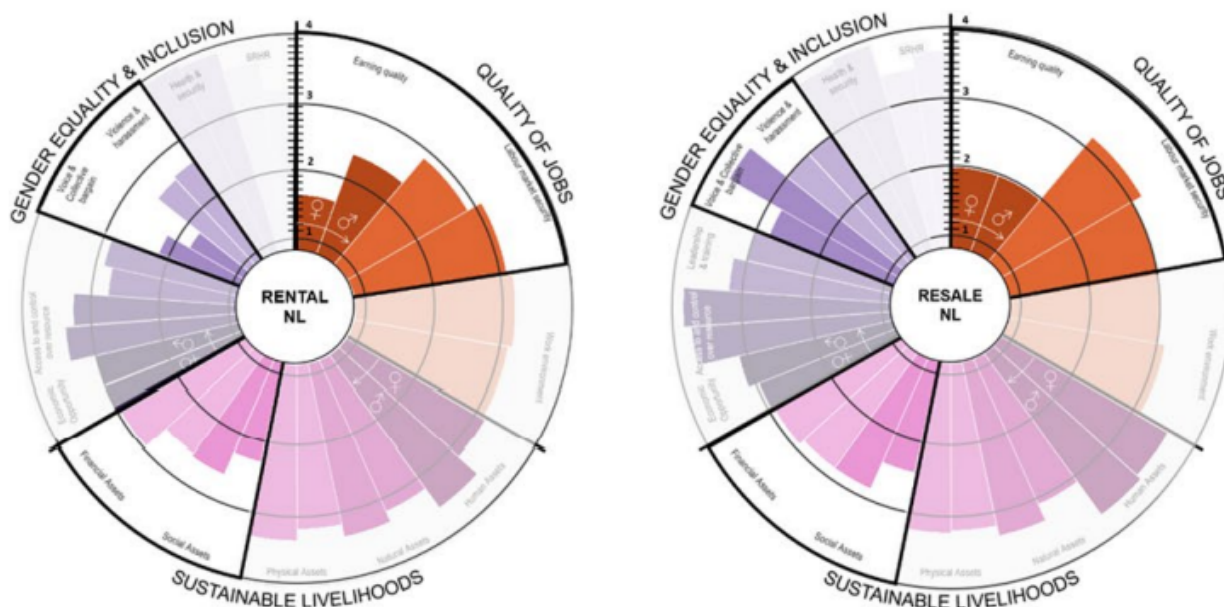 GENDER EQUALITY & INCLUSION
QUALITY OF JOBS
SUSTAINABLE LIVELIHOODS
RENTAL
NL
4
3
2
1
Earning quality
Labour market security
Work environment
Human Assets
Natural Assets
Physical Assets
Social Assets
Financial Assets
Economic
Opportunity
Access to and control
over resource
Voice &
Collective
bargain
Violence &
harassment
Health &
security
SRHR
GENDER EQUALITY & INCLUSION
QUALITY OF JOBS
SUSTAINABLE LIVELIHOODS
RESALE
NL
4
3
2
1
Earning quality
Labour market security
Work environment
Human Assets
Natural Assets
Physical Assets
Social Assets
Financial Assets
Economic
Opportunity
Access to and control
over resource
Leadership
& training
Voice & Collective
bargain
Violence &
harassment
Health &
security
SRHR